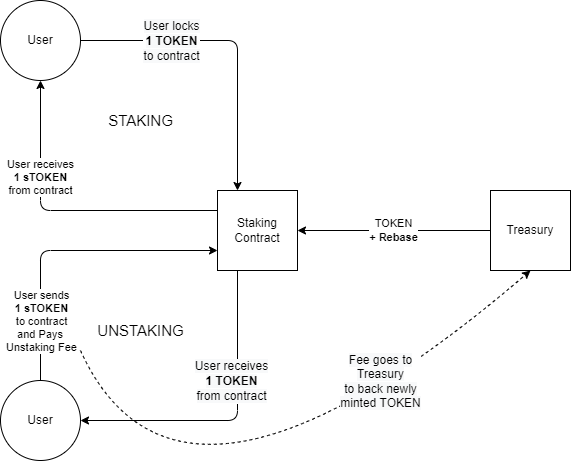 User
User locks
1 TOKEN
to contract
STAKING
User receives
1 sTOKEN
from contract
Staking
Contract
TOKEN
+ Rebase
Treasury
User sends
1 sTOKEN
to contract
and Pays
Unstaking Fee
UNSTAKING
User receives
1 TOKEN
from contract
Fee goes to
Treasury
to back newly
minted TOKEN
User